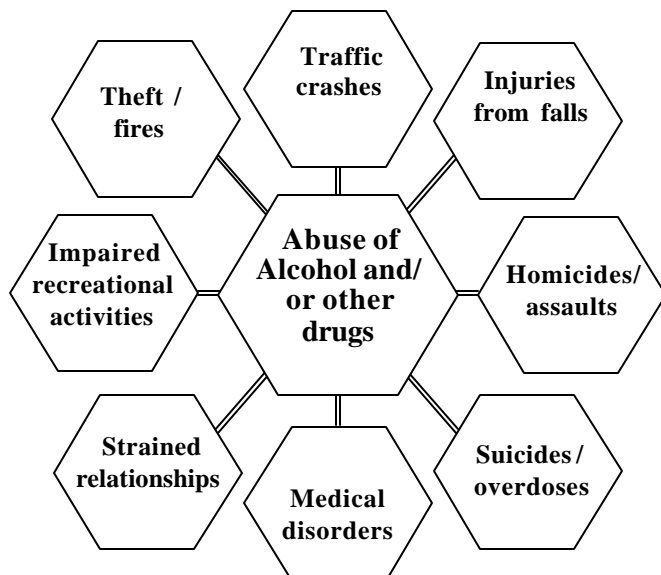 Traffic
crashes
Injuries
from falls
Theft /
fires
Abuse of
Alcohol and/
or other
drugs
Impaired
recreational
activities
Homicides/
assaults
Strained
relationships
Medical
disorders
Suicides /
overdoses